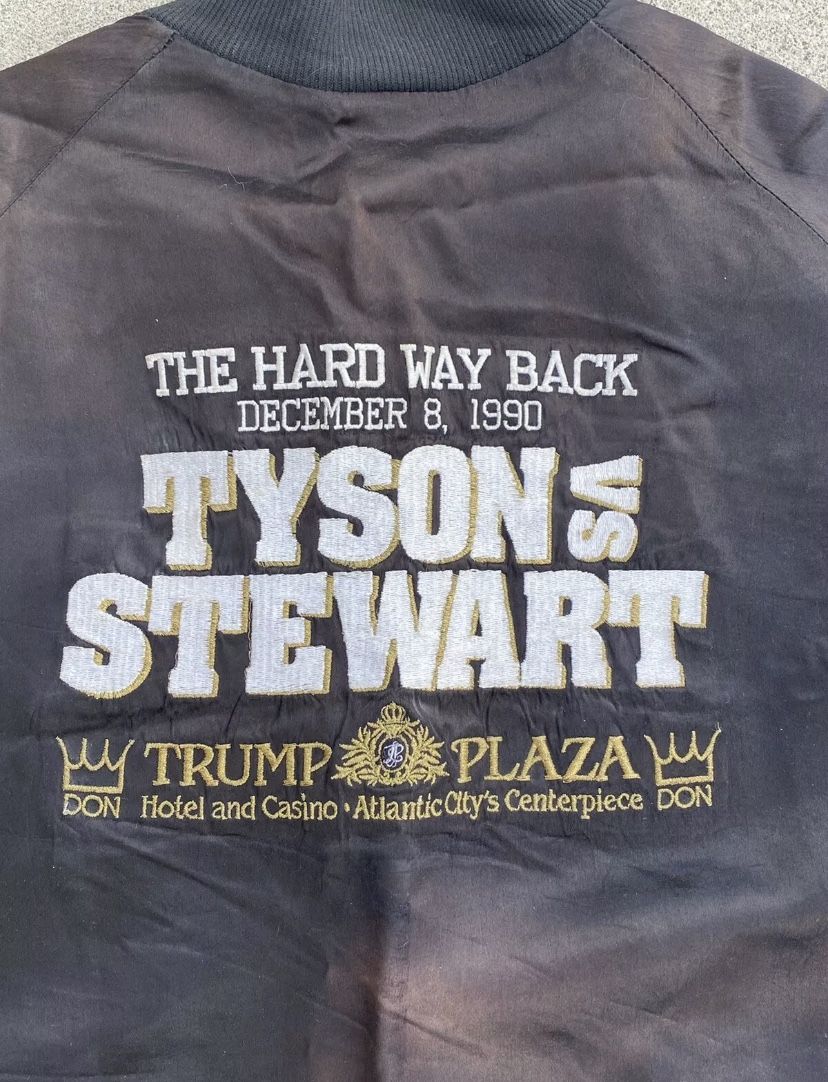 THE HARD WAY BACK
DECEMBER 8, 1990
TYSON VS
STEWART
TRUMP PLAZA
DON Hotel and Casino • Atlantic City's Centerpiece DON